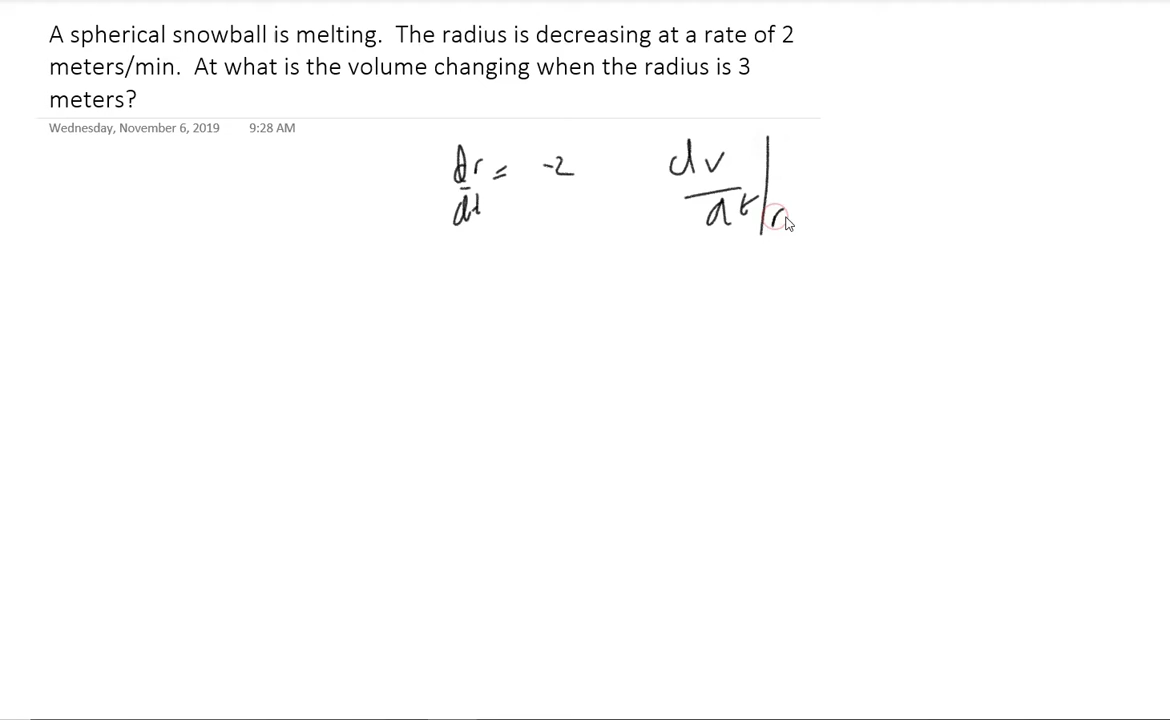 A spherical snowball is melting.  The radius is decreasing at a rate of 2
meters/min.  At what is the volume changing when the radius is 3
meters?
Wednesday, November 6, 2019 9:28 AM
dr/dt = -2 dv/dt | r